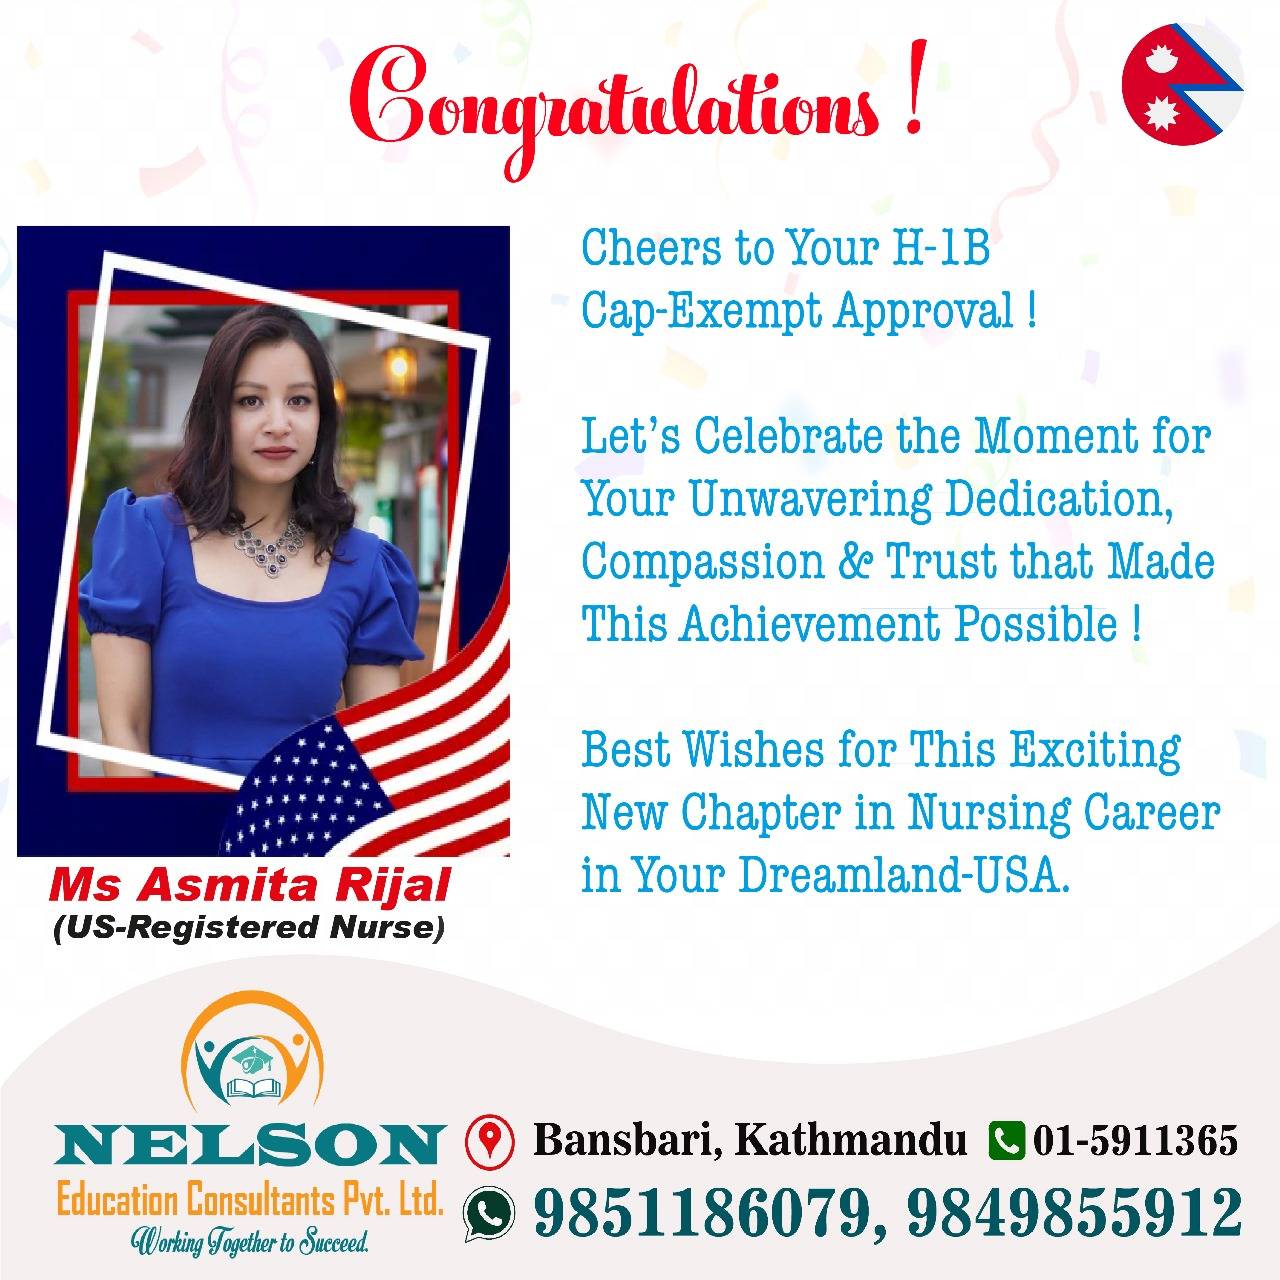 Congratulations !
Cheers to Your H-1B
Cap-Exempt Approval !
Let's Celebrate the Moment for
Your Unwavering Dedication,
Compassion & Trust that Made
This Achievement Possible !
Best Wishes for This Exciting
New Chapter in Nursing Career
in Your Dreamland-USA.
Ms Asmita Rijal
(US-Registered Nurse)
NELSON
Education Consultants Pvt. Ltd.
Working Together to Succeed.
Bansbari, Kathmandu 01-5911365
9851186079, 9849855912